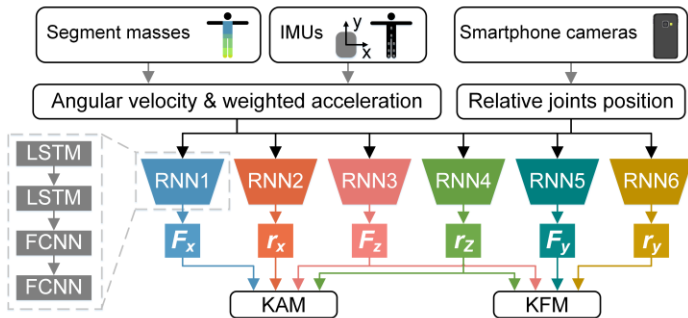 Segment masses
IMUs
y
x
Smartphone cameras
Angular velocity & weighted acceleration
Relative joints position
LSTM
LSTM
FCNN
FCNN
RNN1
RNN2
RNN3
RNN4
RNN5
RNN6
Fx
rx
Fz
rZ
Fy
ry
KAM
KFM